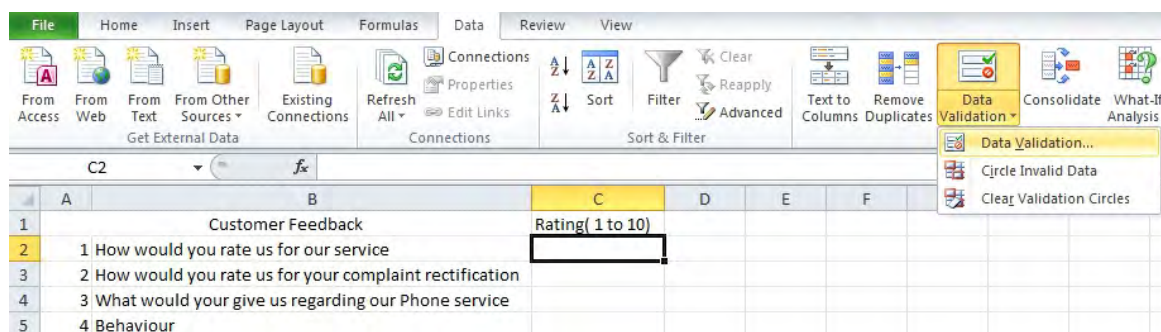 File Home Insert Page Layout Formulas Data Review View
From Access From Web From Text From Other Sources Existing Connections
Get External Data
Refresh All Connections Properties Edit Links
Connections
Sort Filter Clear Reapply Advanced
Sort & Filter
Text to Columns Remove Duplicates Data Validation Consolidate What-If Analysis
Data Validation...
Circle Invalid Data
Clear Validation Circles
C2 fx
A B C D E F
1 Customer Feedback Rating( 1 to 10)
2 1 How would you rate us for our service
3 2 How would you rate us for your complaint rectification
4 3 What would your give us regarding our Phone service
5 4 Behaviour